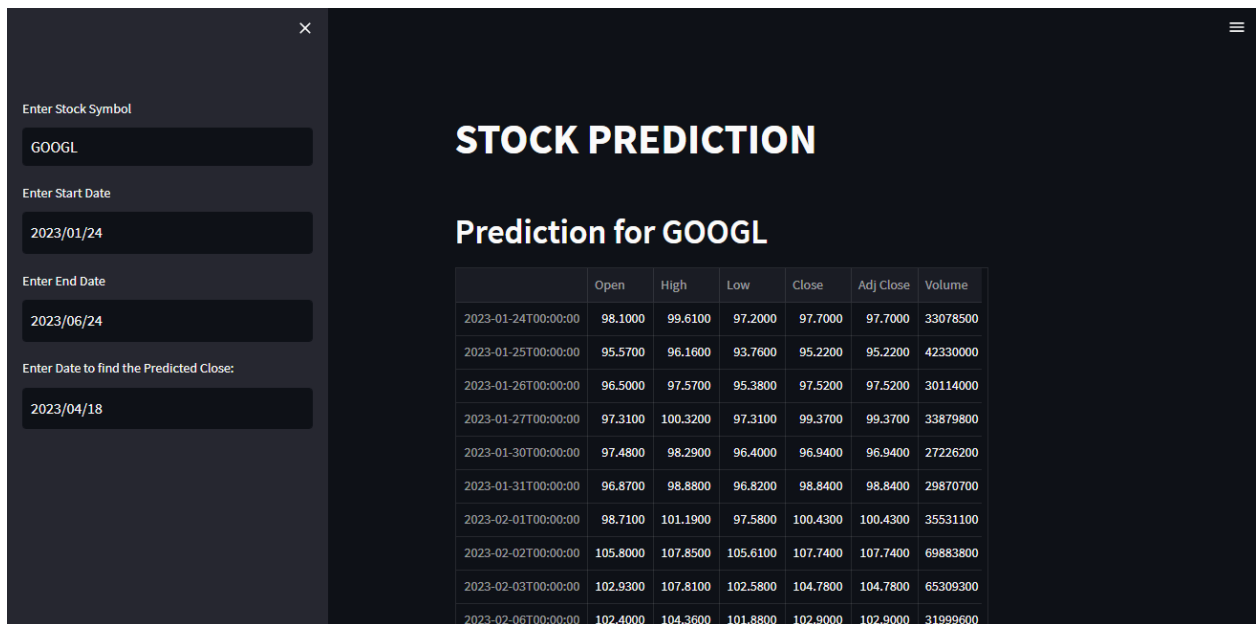 Enter Stock Symbol
GOOGL
Enter Start Date
2023/01/24
Enter End Date
2023/06/24
Enter Date to find the Predicted Close:
2023/04/18
STOCK PREDICTION
Prediction for GOOGL
Open High Low Close Adj Close Volume
2023-01-24T00:00:00 98.1000 99.6100 97.2000 97.7000 97.7000 33078500
2023-01-25T00:00:00 95.5700 96.1600 93.7600 95.2200 95.2200 42330000
2023-01-26T00:00:00 96.5000 97.5700 95.3800 97.5200 97.5200 30114000
2023-01-27T00:00:00 97.3100 100.3200 97.3100 99.3700 99.3700 33879800
2023-01-30T00:00:00 97.4800 98.2900 96.4000 96.9400 96.9400 27226200
2023-01-31T00:00:00 96.8700 98.8800 96.8200 98.8400 98.8400 29870700
2023-02-01T00:00:00 98.7100 101.1900 97.5800 100.4300 100.4300 35531100
2023-02-02T00:00:00 105.8000 107.8500 105.6100 107.7400 107.7400 69883800
2023-02-03T00:00:00 102.9300 107.8100 102.5800 104.7800 104.7800 65309300
2023-02-06T00:00:00 102.4000 104.3600 101.8800 102.9000 102.9000 31999600